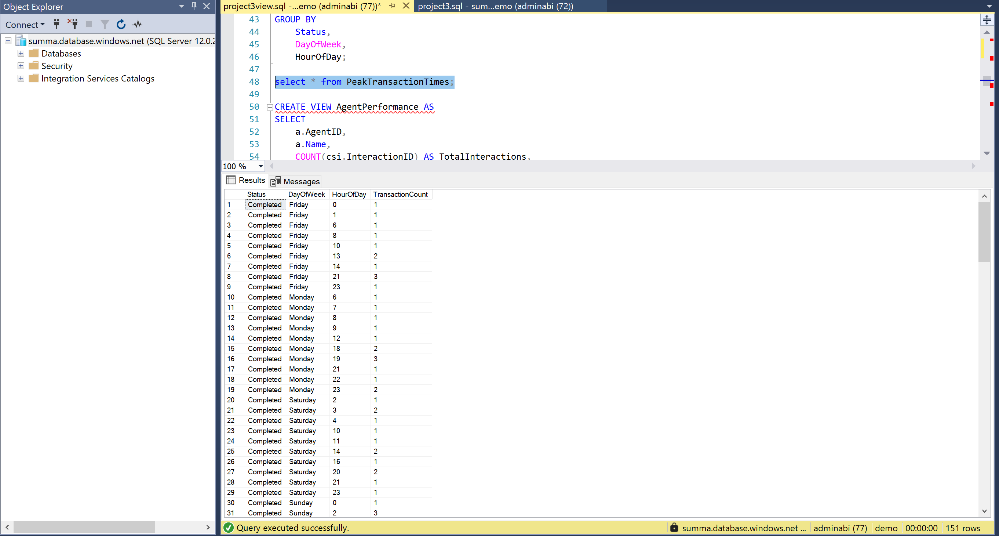 Object Explorer
Connect
summa.database.windows.net (SQL Server 12.0.2
Databases
Security
Integration Services Catalogs
project3view.sql -...emo (adminabi (77))*
project3.sql - sum...emo (adminabi (72))
43 GROUP BY
44 Status,
45 DayOfWeek,
46 HourOfDay;
47
48 select * from PeakTransactionTimes;
49
50 CREATE VIEW AgentPerformance AS
51 SELECT
52 a.AgentID,
53 a.Name,
54 COUNT(csi.InteractionID) AS TotalInteractions,
100 %
Results Messages
Status DayOfWeek HourOfDay TransactionCount
1 Completed Friday 0 1
2 Completed Friday 1 1
3 Completed Friday 6 1
4 Completed Friday 8 1
5 Completed Friday 10 1
6 Completed Friday 13 2
7 Completed Friday 14 1
8 Completed Friday 21 3
9 Completed Friday 23 1
10 Completed Monday 6 1
11 Completed Monday 7 1
12 Completed Monday 8 1
13 Completed Monday 9 1
14 Completed Monday 12 1
15 Completed Monday 18 2
16 Completed Monday 19 3
17 Completed Monday 21 1
18 Completed Monday 22 1
19 Completed Monday 23 2
20 Completed Saturday 2 1
21 Completed Saturday 3 2
22 Completed Saturday 4 1
23 Completed Saturday 10 1
24 Completed Saturday 11 1
25 Completed Saturday 14 2
26 Completed Saturday 16 1
27 Completed Saturday 20 2
28 Completed Saturday 21 1
29 Completed Saturday 23 1
30 Completed Sunday 0 1
31 Completed Sunday 2 3
Query executed successfully.
summa.database.windows.net ... adminabi (77) demo 00:00:00 151 rows